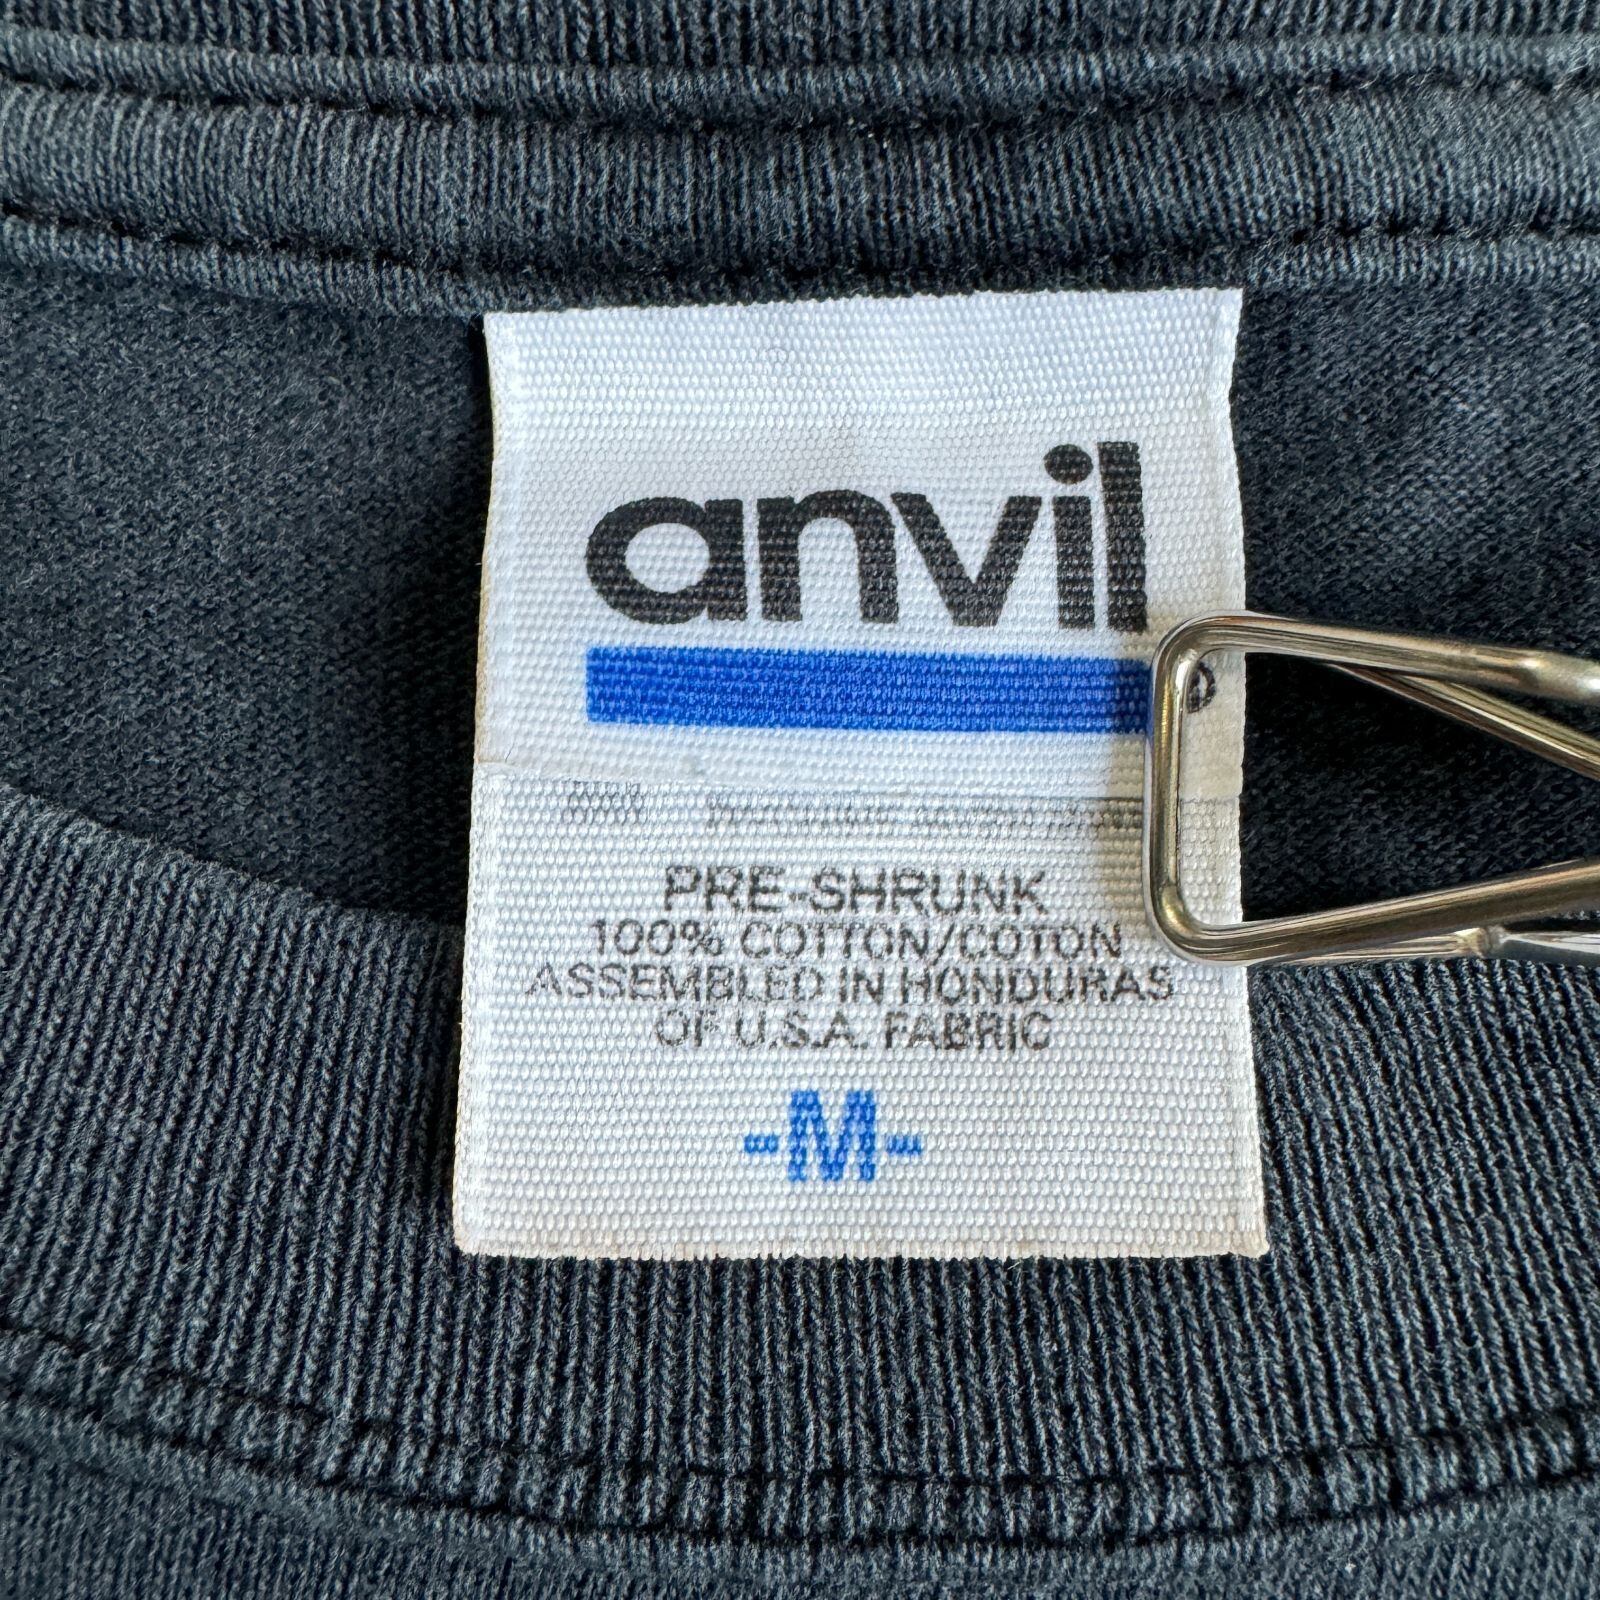 anvil
PRE-SHRUNK
100% COTTON/COTON
ASSEMBLED IN HONDURAS
OF U.S.A. FABRIC
-M-